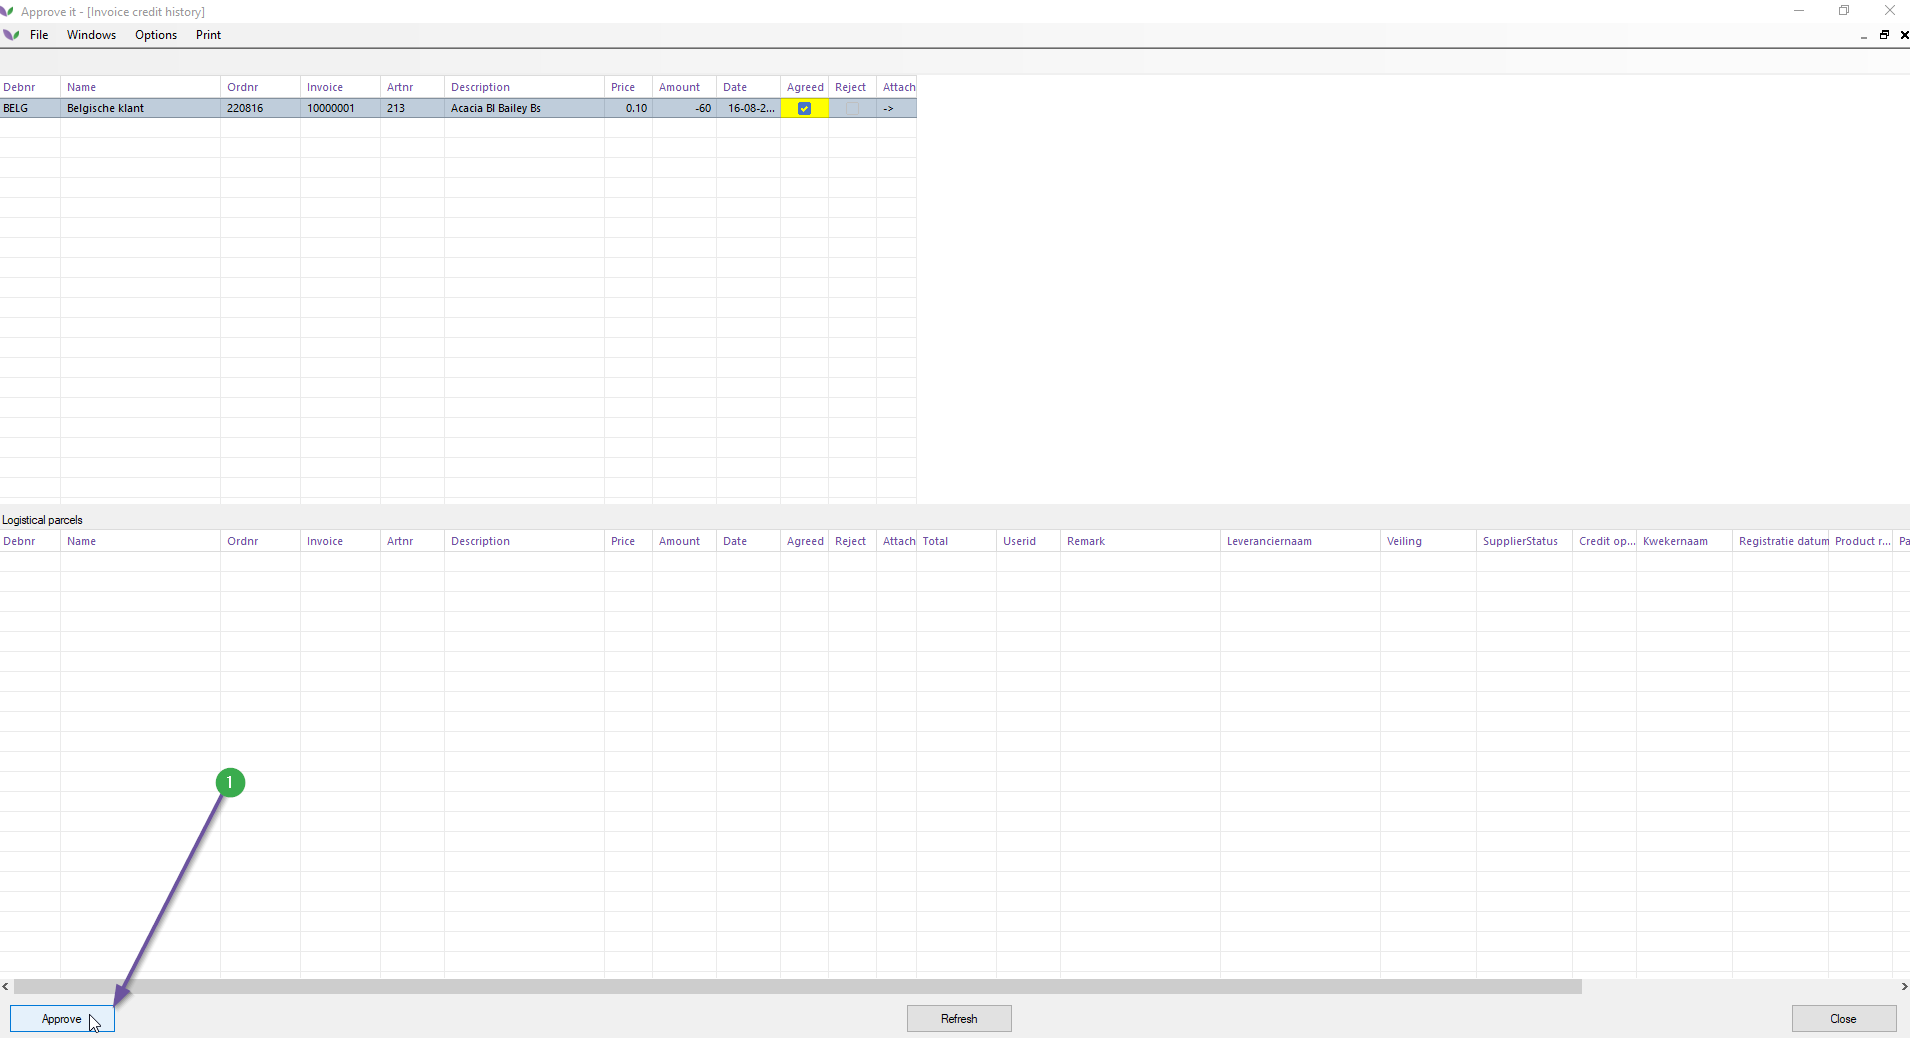 Approve it - [Invoice credit history]
File Windows Options Print
Debnr Name Ordnr Invoice Artnr Description Price Amount Date Agreed Reject Attach
BELG Belgische klant 220816 10000001 213 Acacia Bl Bailey Bs 0.10 -60 16-08-2... ->
Logistical parcels
Debnr Name Ordnr Invoice Artnr Description Price Amount Date Agreed Reject Attach Total Userid Remark Leveranciernaam Veiling SupplierStatus Credit op... Kwekernaam Registratie datum Product r... Pa
1
Approve Refresh Close